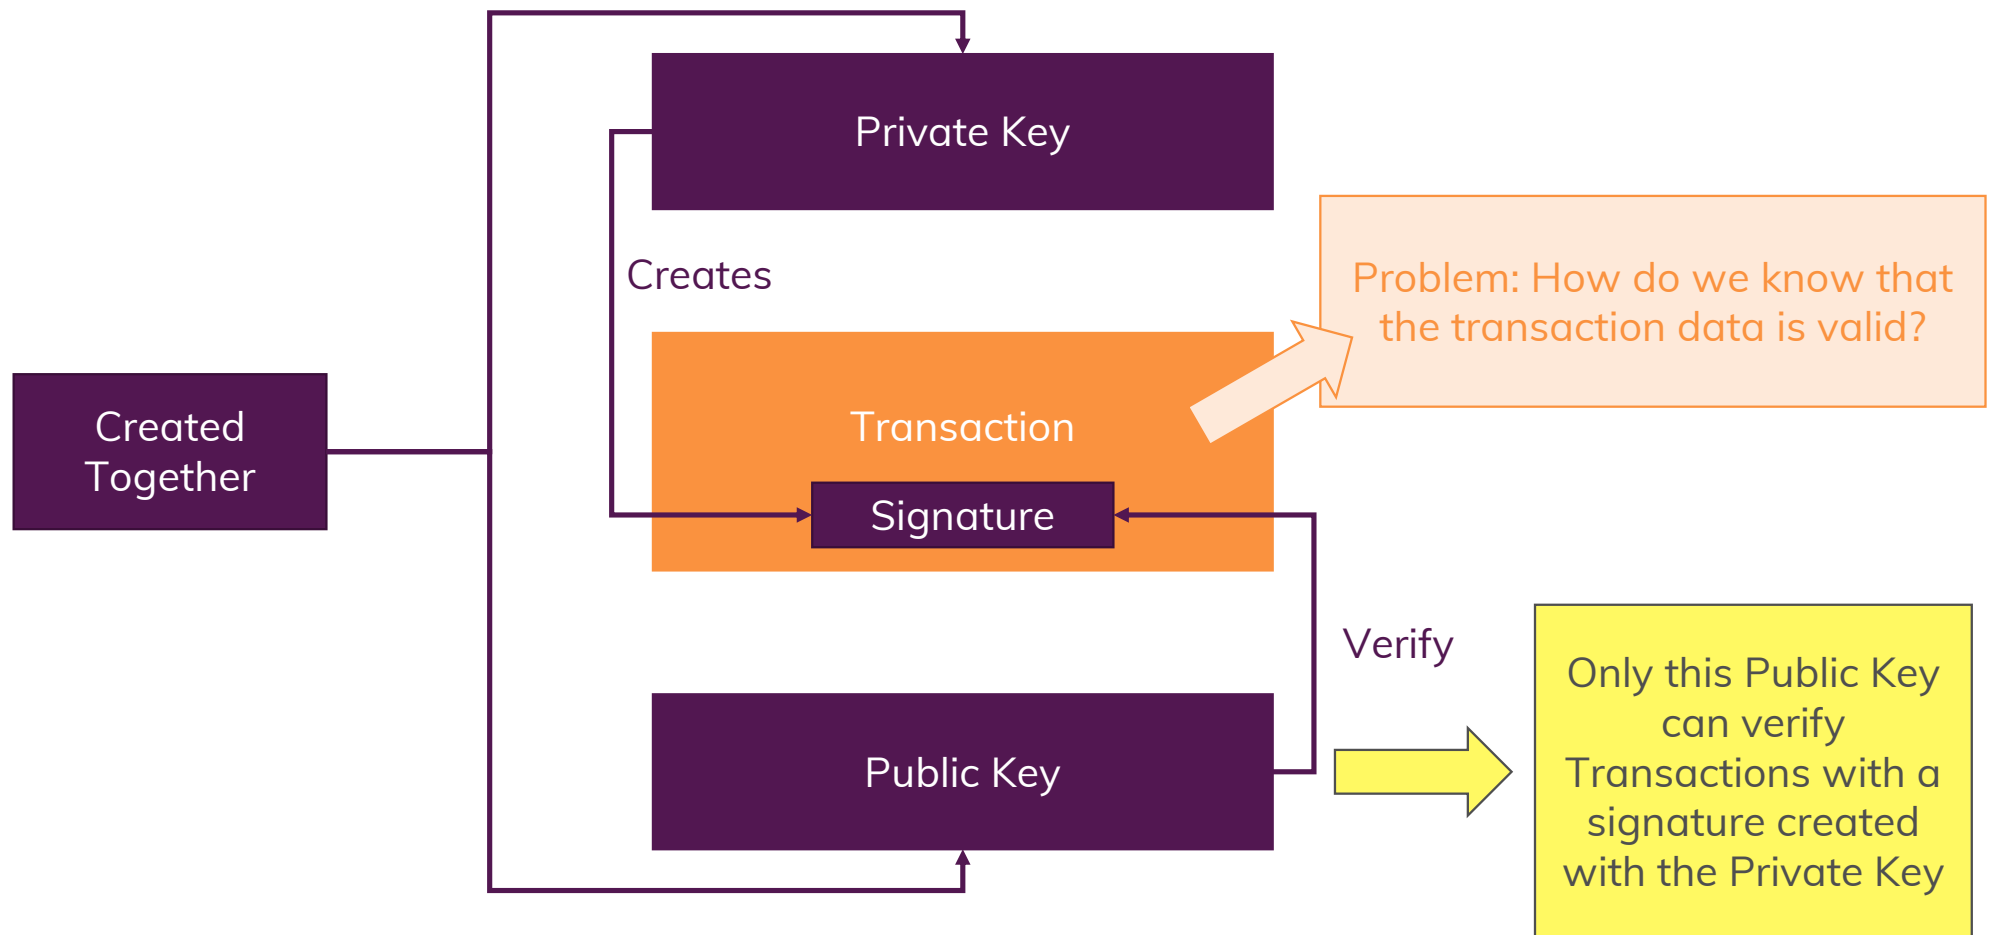 Private Key
Creates
Problem: How do we know that
the transaction data is valid?
Created
Together
Transaction
Signature
Verify
Public Key
Only this Public Key
can verify
Transactions with a
signature created
with the Private Key